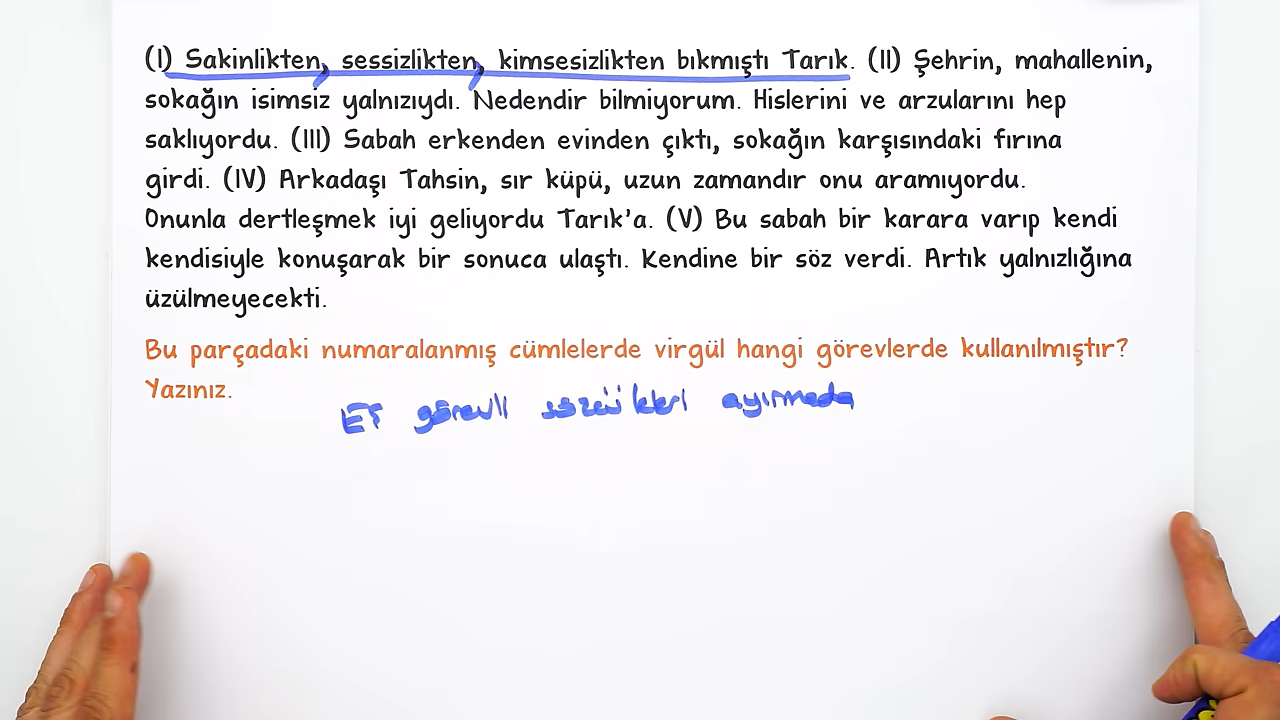 (I) Sakinlikten, sessizlikten, kimsesizlikten bıkmıştı Tarık. (II) Şehrin, mahallenin,
sokağın isimsiz yalnızıydı. Nedendir bilmiyorum. Hislerini ve arzularını hep
saklıyordu. (III) Sabah erkenden evinden çıktı, sokağın karşısındaki fırına
girdi. (IV) Arkadaşı Tahsin, sır küpü, uzun zamandır onu aramıyordu.
Onunla dertleşmek iyi geliyordu Tarık'a. (V) Bu sabah bir karara varıp kendi
kendisiyle konuşarak bir sonuca ulaştı. Kendine bir söz verdi. Artık yalnızlığına
üzülmeyecekti.
Bu parçadaki numaralanmış cümlelerde virgül hangi görevlerde kullanılmıştır?
Yazınız.
Eş görevli sözcükleri ayırmada